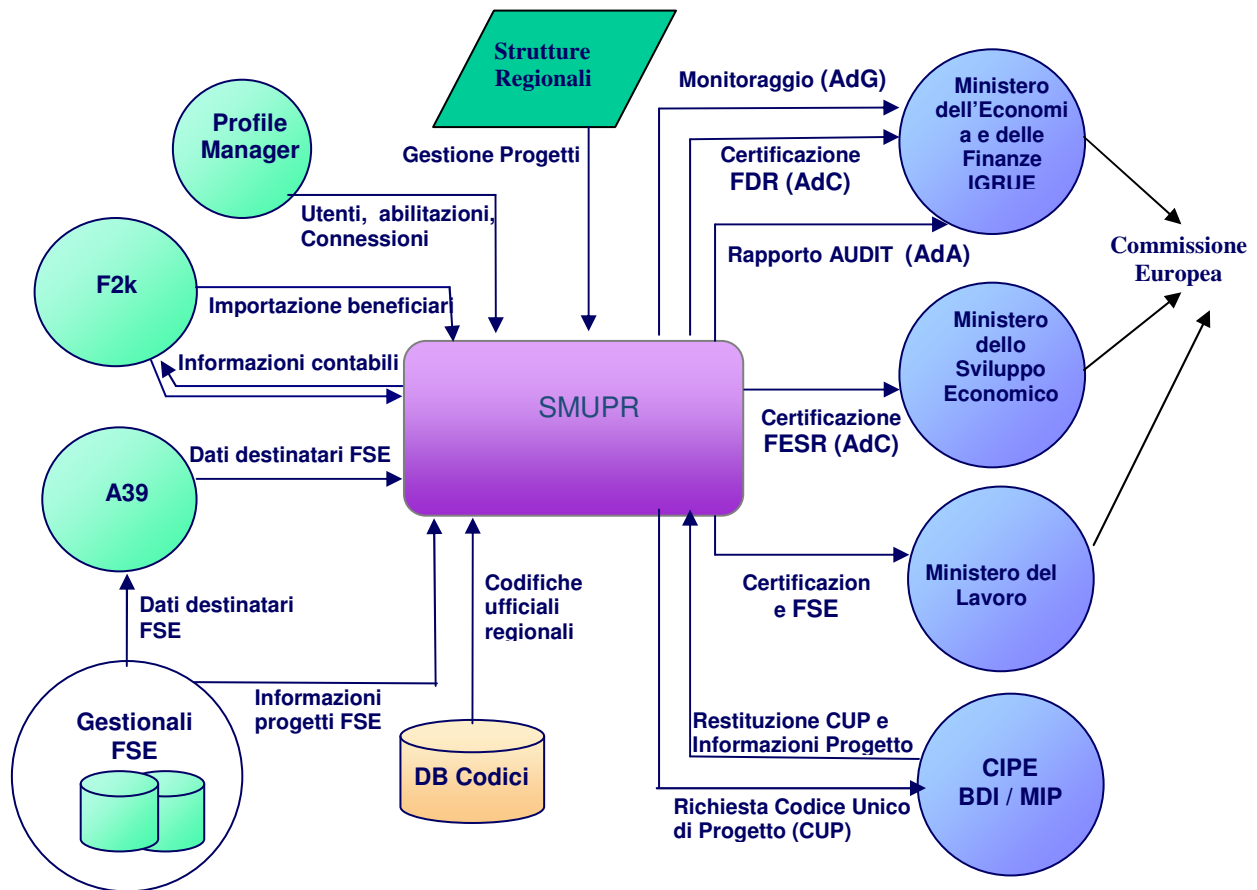 Strutture
Regionali
Profile
Manager
Gestione Progetti
Utenti, abilitazioni,
Connessioni
F2k
Importazione beneficiari
Informazioni contabili
SMUPR
A39
Dati destinatari FSE
Dati destinatari
FSE
Gestionali
FSE
Informazioni
progetti FSE
Codifiche
ufficiali
regionali
DB Codici
Monitoraggio (AdG)
Certificazione
FDR (AdC)
Rapporto AUDIT (AdA)
Ministero
dell'Economi
a e delle
Finanze
IGRUE
Commissione
Europea
Ministero
dello
Sviluppo
Economico
Certificazione
FESR (AdC)
Ministero del
Lavoro
Certificazion
e FSE
Restituzione CUP e
Informazioni Progetto
CIPE
BDI / MIP
Richiesta Codice Unico
di Progetto (CUP)